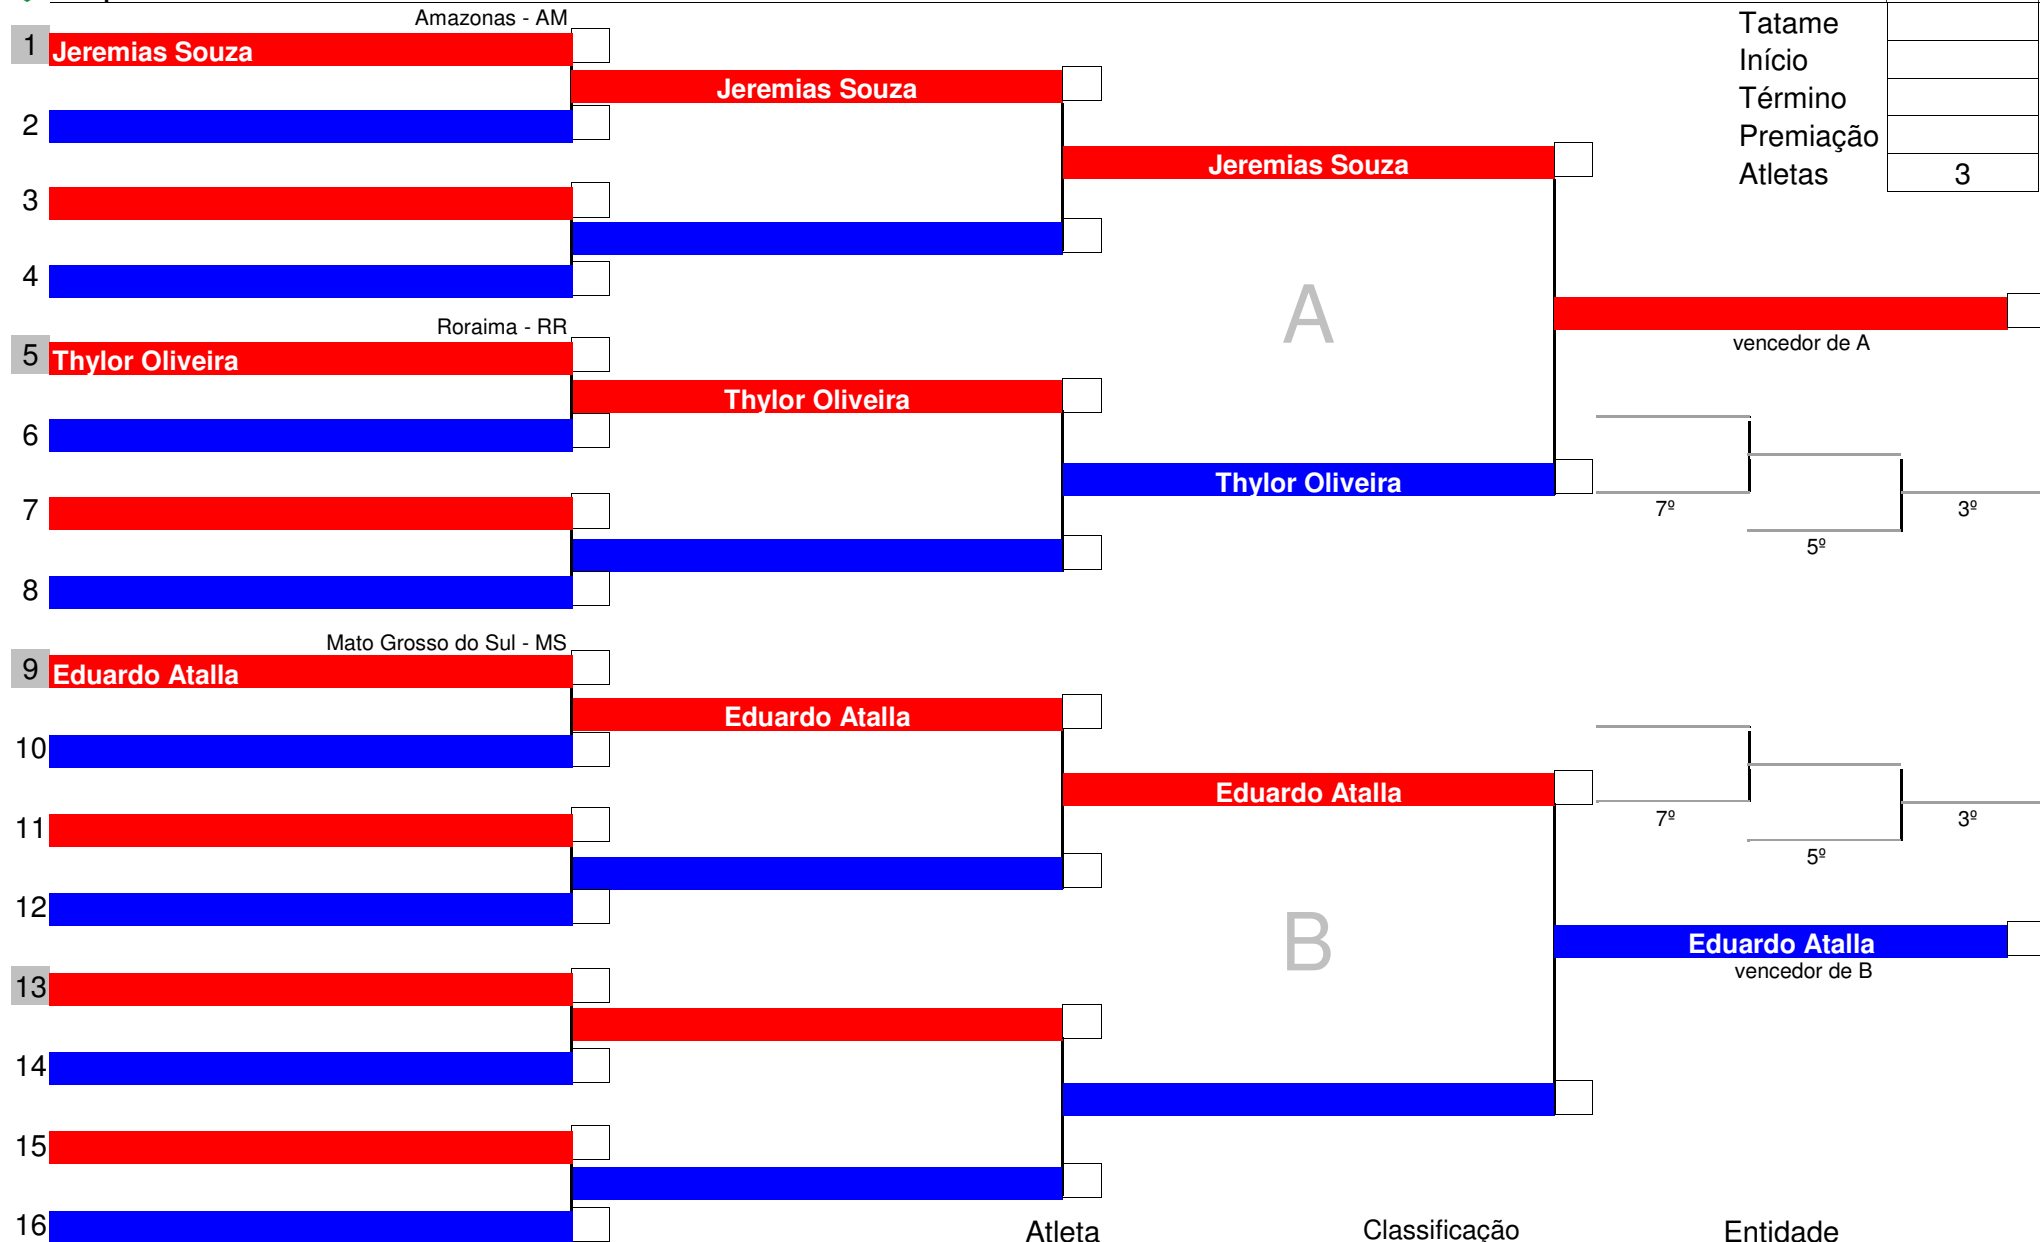 Amazonas - AM
Tatame
1 Jeremias Souza
Início
Jeremias Souza
Término
2
Premiação
Jeremias Souza
Atletas 3
3
4
A
Roraima - RR
vencedor de A
5 Thylor Oliveira
Thylor Oliveira
6
Thylor Oliveira
7
7º 3º
5º
8
Mato Grosso do Sul - MS
9 Eduardo Atalla
Eduardo Atalla
10
Eduardo Atalla
11
7º 3º
5º
12
B
Eduardo Atalla
vencedor de B
13
14
15
16
Atleta Classificação Entidade